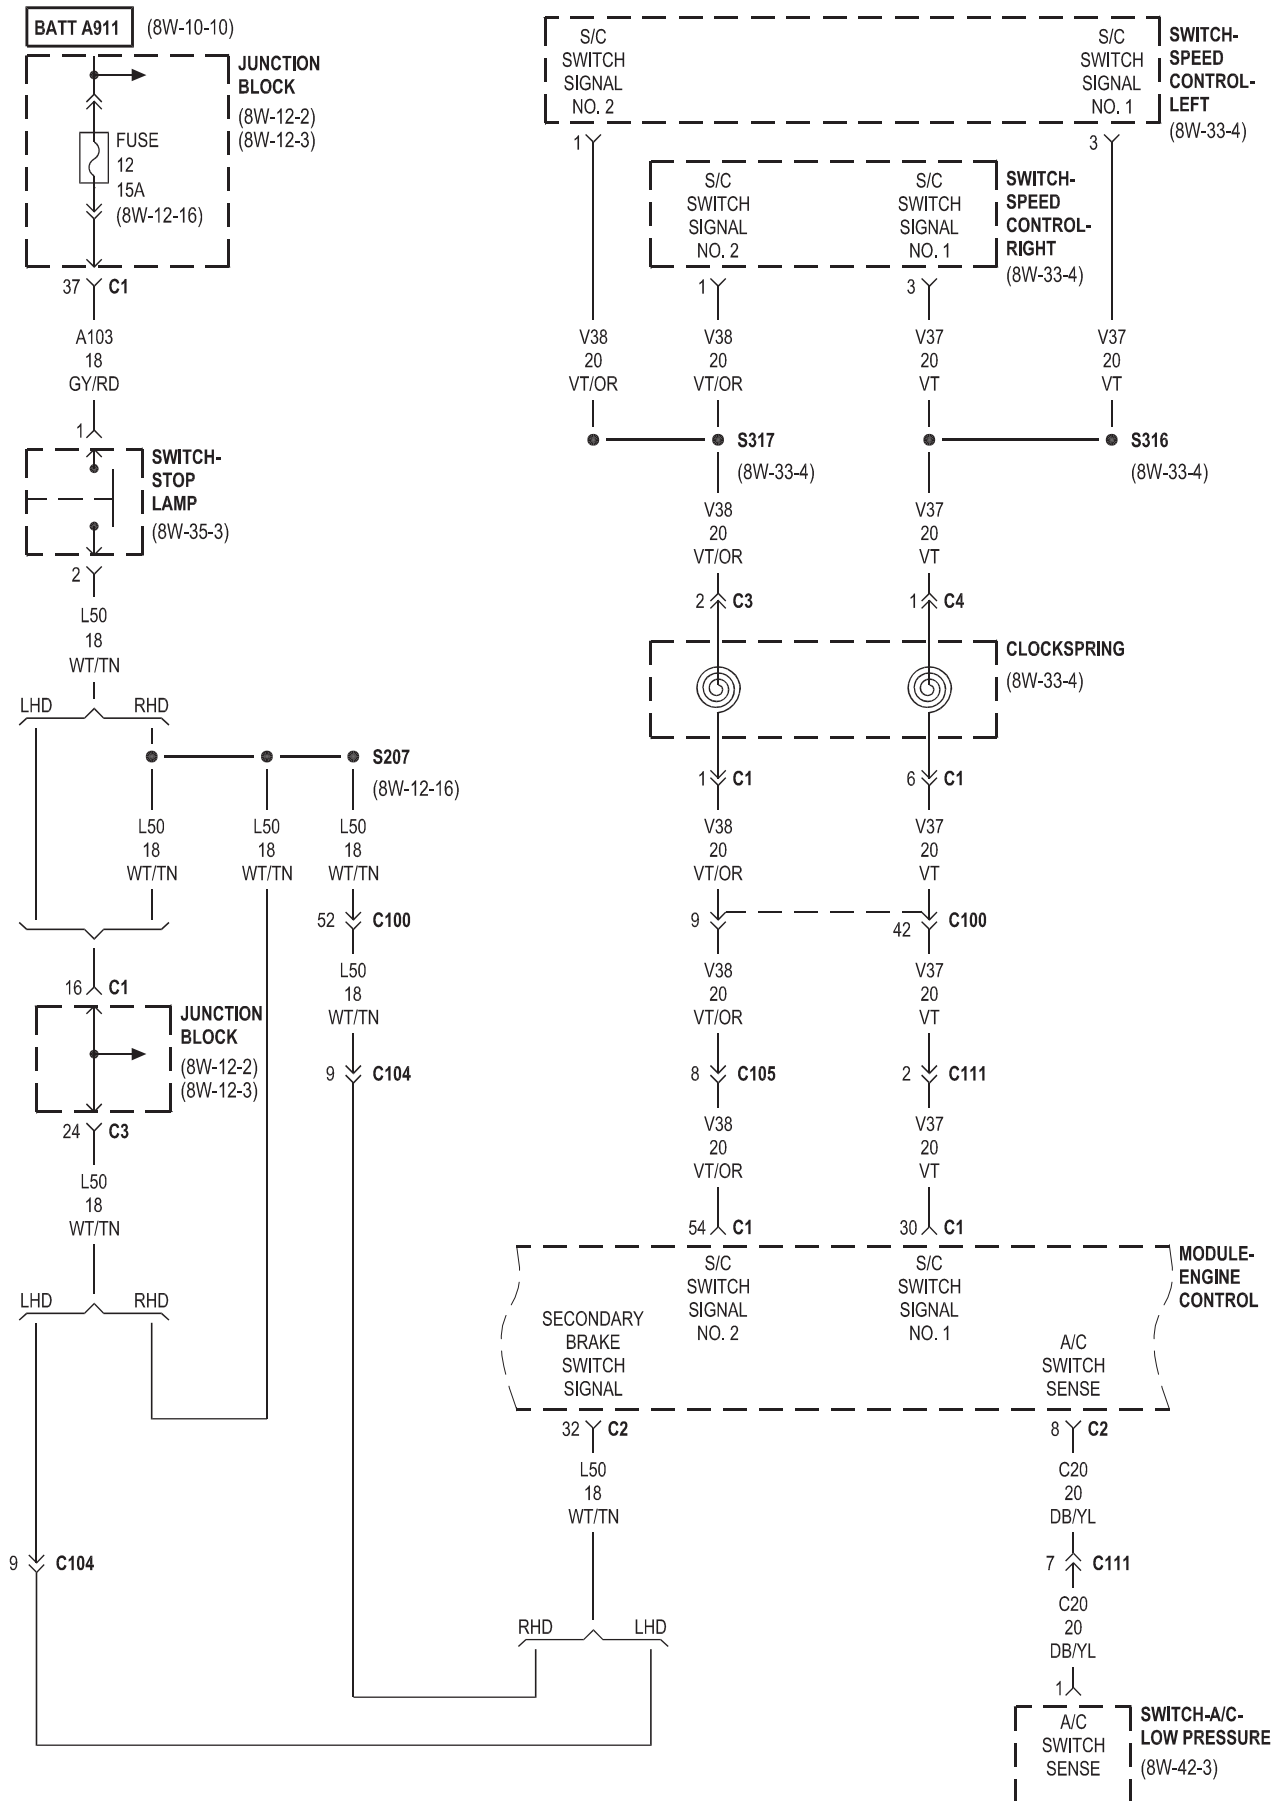 BATT A911 (8W-10-10)
JUNCTION
BLOCK
(8W-12-2)
(8W-12-3)
FUSE
12
15A
(8W-12-16)
37 C1
A103
18
GY/RD
1
SWITCH-
STOP
LAMP
(8W-35-3)
2
L50
18
WT/TN
LHD RHD
S207
(8W-12-16)
L50
18
WT/TN
L50
18
WT/TN
L50
18
WT/TN
52 C100
L50
18
WT/TN
9 C104
16 C1
JUNCTION
BLOCK
(8W-12-2)
(8W-12-3)
24 C3
L50
18
WT/TN
LHD RHD
9 C104
S/C
SWITCH
SIGNAL
NO. 2
S/C
SWITCH
SIGNAL
NO. 1
SWITCH-
SPEED
CONTROL-
LEFT
(8W-33-4)
1
3
S/C
SWITCH
SIGNAL
NO. 2
S/C
SWITCH
SIGNAL
NO. 1
SWITCH-
SPEED
CONTROL-
RIGHT
(8W-33-4)
1
3
V38
20
VT/OR
V38
20
VT/OR
V37
20
VT
V37
20
VT
S317
(8W-33-4)
S316
(8W-33-4)
V38
20
VT/OR
V37
20
VT
2 C3
1 C4
CLOCKSPRING
(8W-33-4)
1 C1
6 C1
V38
20
VT/OR
V37
20
VT
9
42 C100
V38
20
VT/OR
V37
20
VT
8 C105
2 C111
V38
20
VT/OR
V37
20
VT
54 C1
30 C1
MODULE-
ENGINE
CONTROL
S/C
SWITCH
SIGNAL
NO. 2
S/C
SWITCH
SIGNAL
NO. 1
SECONDARY
BRAKE
SWITCH
SIGNAL
A/C
SWITCH
SENSE
32 C2
8 C2
L50
18
WT/TN
C20
20
DB/YL
7 C111
C20
20
DB/YL
RHD LHD
1
A/C
SWITCH
SENSE
SWITCH-A/C-
LOW PRESSURE
(8W-42-3)